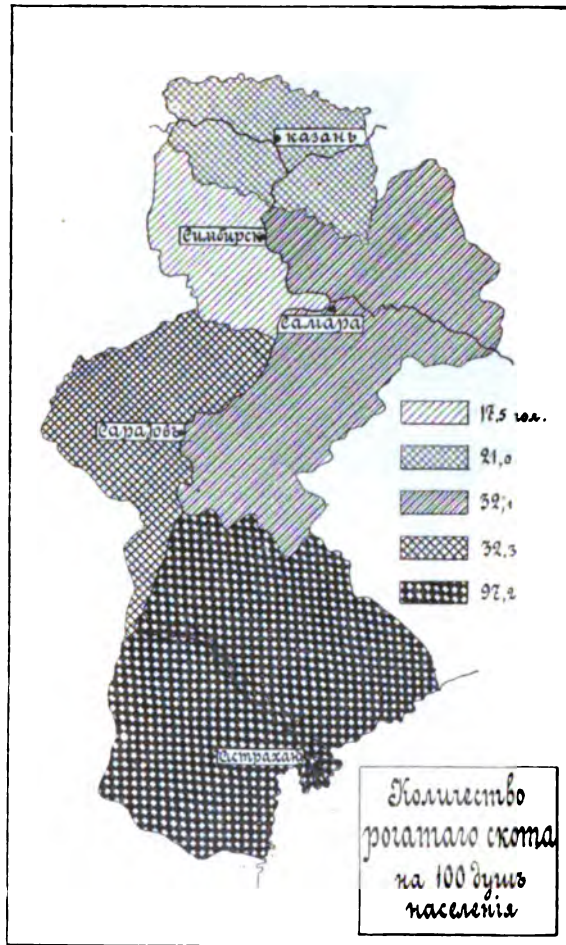 Казань
Симбирск
Самара
Саратовъ
Астрахань
17,5 гол.
21,0
32,1
32,3
97,2
Количество
рогатаго скота
на 100 душъ
населенія